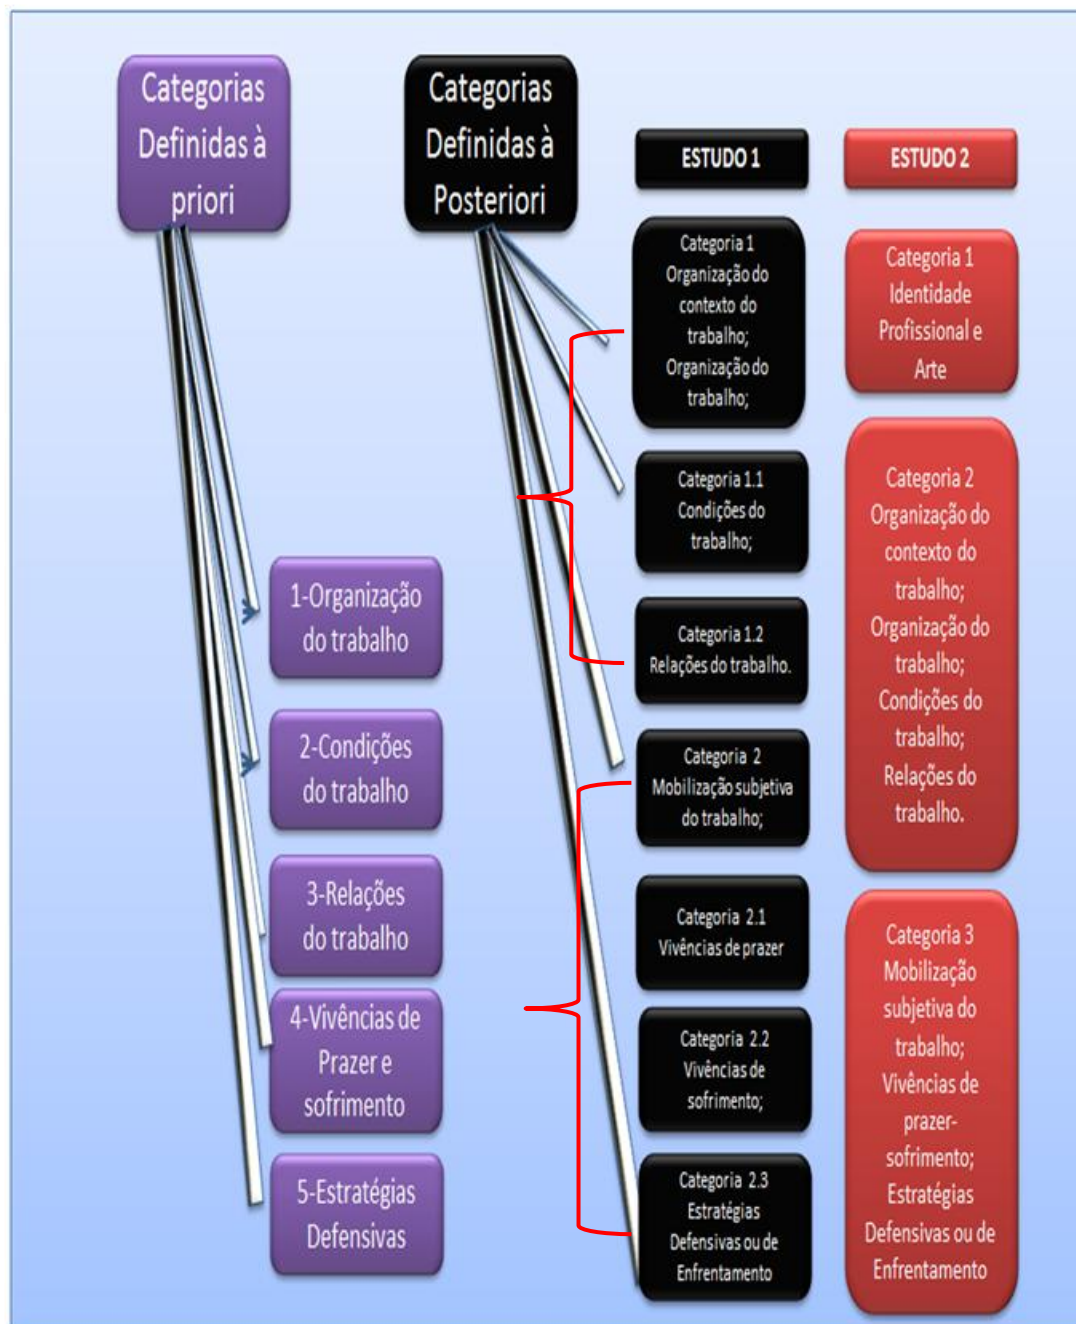 Categorias
Definidas à
priori
1-Organização
do trabalho
2-Condições
do trabalho
3-Relações
do trabalho
4-Vivências de
Prazer e
sofrimento
5-Estratégias
Defensivas
Categorias
Definidas à
Posteriori
ESTUDO 1
Categoria 1
Organização do
contexto do
trabalho;
Organização do
trabalho;
Categoria 1.1
Condições do
trabalho;
Categoria 1.2
Relações do trabalho.
Categoria 2
Mobilização subjetiva
do trabalho;
Categoria 2.1
Vivências de prazer
Categoria 2.2
Vivências de
sofrimento;
Categoria 2.3
Estratégias
Defensivas ou de
Enfrentamento
ESTUDO 2
Categoria 1
Identidade
Profissional e
Arte
Categoria 2
Organização do
contexto do
trabalho;
Organização do
trabalho;
Condições do
trabalho;
Relações do
trabalho.
Categoria 3
Mobilização
subjetiva do
trabalho;
Vivências de
prazer-
sofrimento;
Estratégias
Defensivas ou de
Enfrentamento